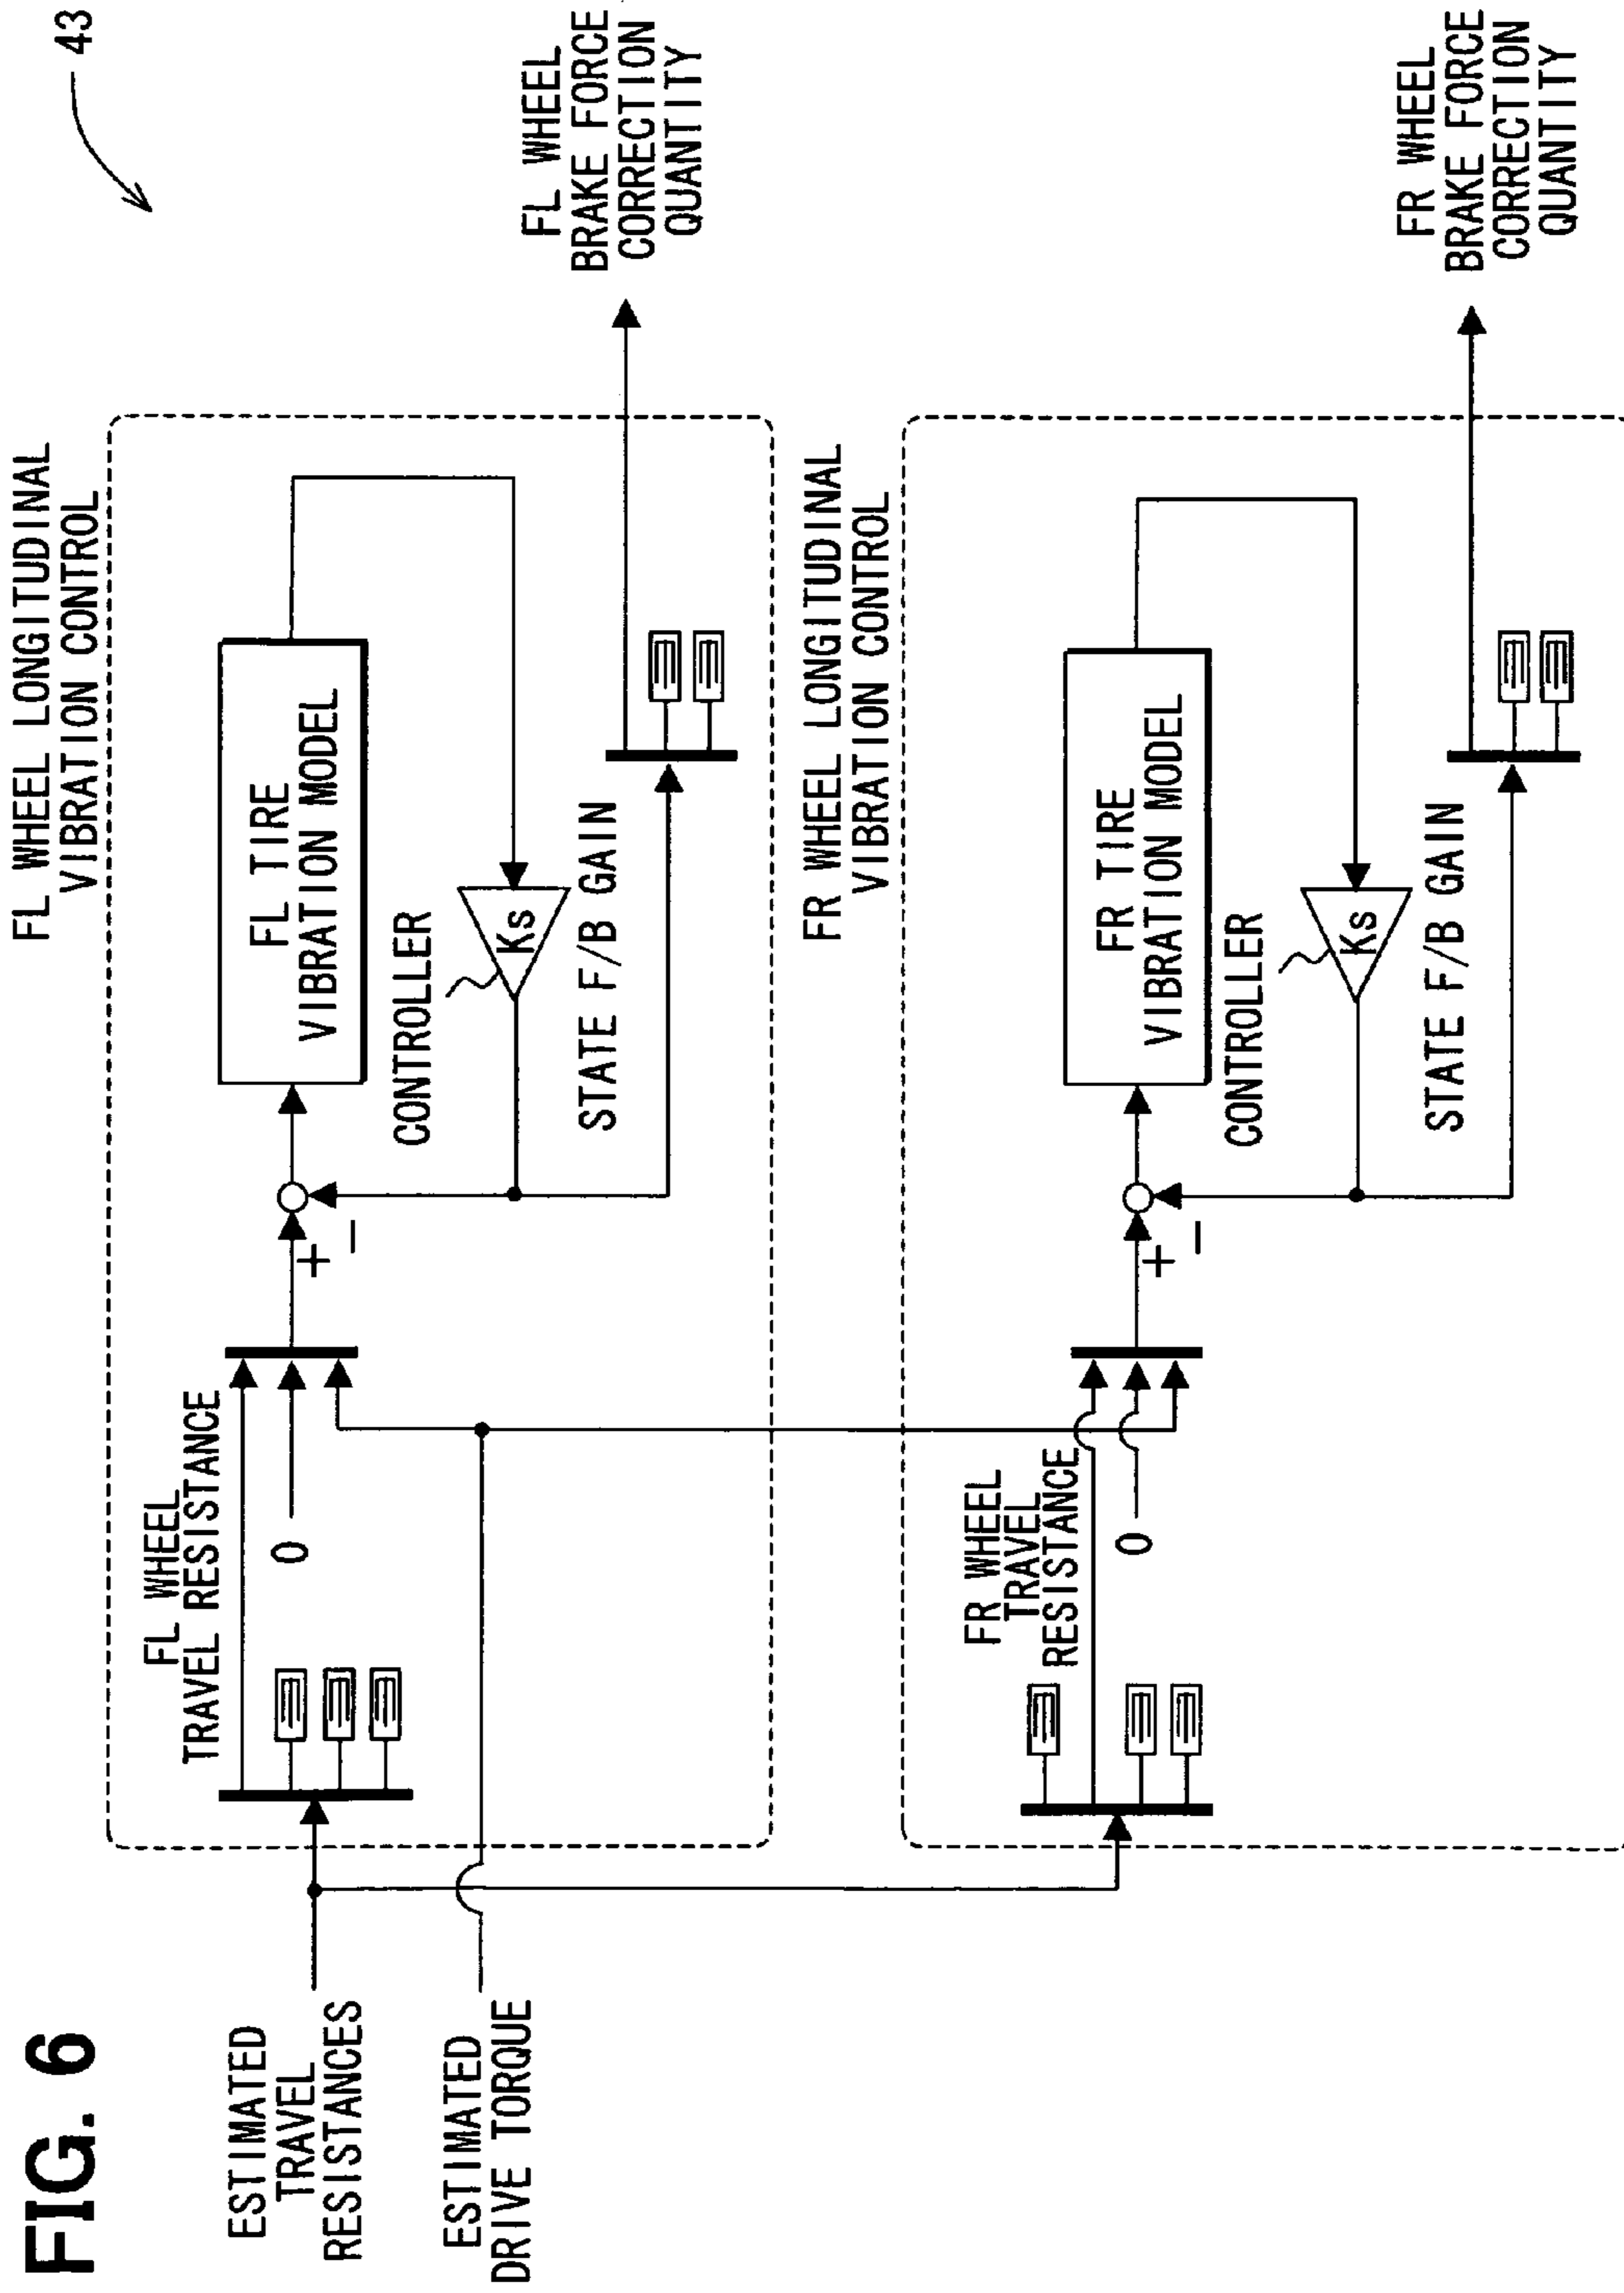 FIG. 6
43
ESTIMATED
TRAVEL
RESISTANCES
ESTIMATED
DRIVE TORQUE
FL WHEEL LONGITUDINAL
VIBRATION CONTROL
FL WHEEL
TRAVEL RESISTANCE
0
+
−
FL TIRE
VIBRATION MODEL
CONTROLLER
Ks
STATE F/B GAIN
FL WHEEL
BRAKE FORCE
CORRECTION
QUANTITY
FR WHEEL LONGITUDINAL
VIBRATION CONTROL
FR WHEEL
TRAVEL
RESISTANCE
0
+
−
FR TIRE
VIBRATION MODEL
CONTROLLER
Ks
STATE F/B GAIN
FR WHEEL
BRAKE FORCE
CORRECTION
QUANTITY